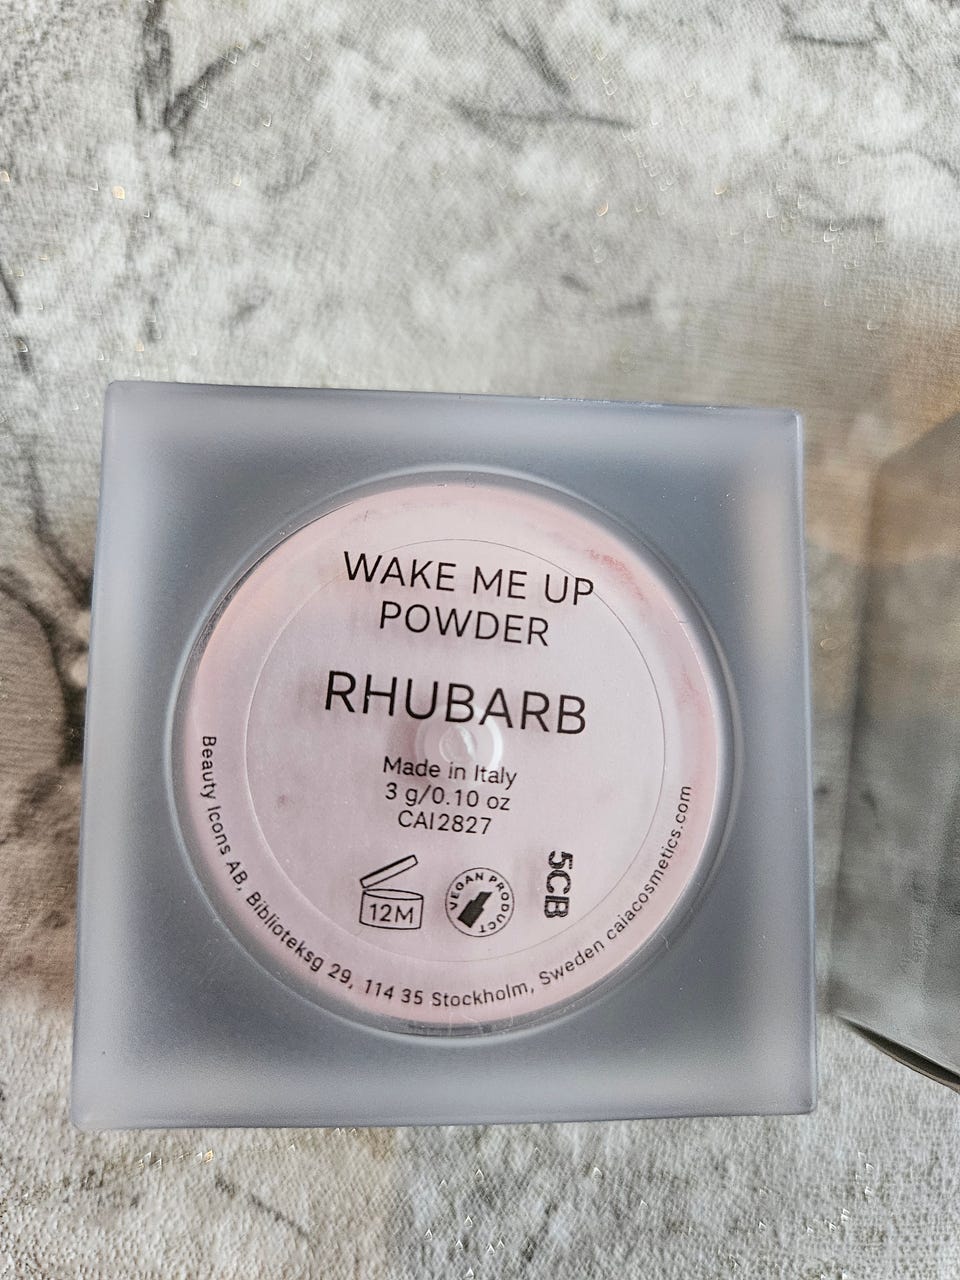 WAKE ME UP
POWDER
RHUBARB
Made in Italy
3 g/0.10 oz
CAI2827
12M
VEGAN PRODUCT
5CB
Beauty Icons AB, Biblioteksg 29, 114 35 Stockholm, Sweden caiacosmetics.com